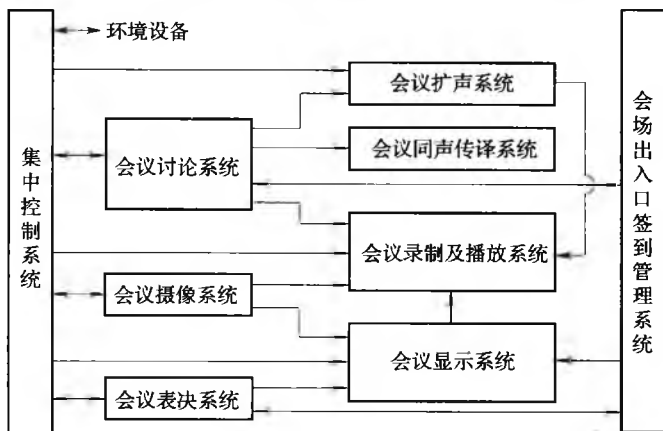 集中控制系统
环境设备
会议扩声系统
会议同声传译系统
会议讨论系统
会议录制及播放系统
会议摄像系统
会议显示系统
会议表决系统
会场出入口签到管理系统